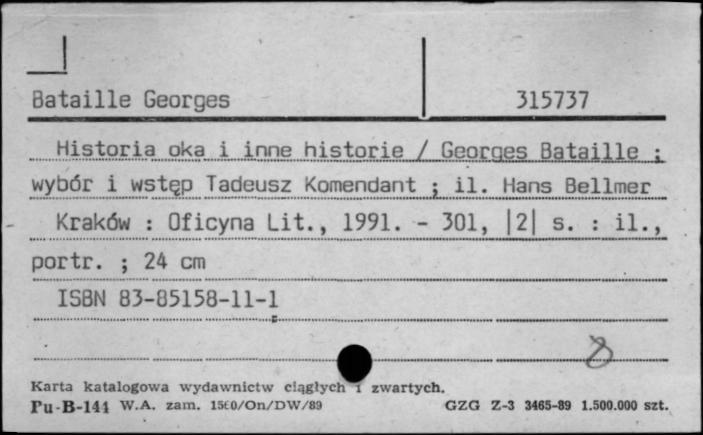 Bataille Georges 315737
Historia oka i inne historie / Georges Bataille ;
wybór i wstęp Tadeusz Komendant ; il. Hans Bellmer
Kraków : Oficyna Lit., 1991. - 301, |2| s. : il.,
portr. ; 24 cm
ISBN 83-85158-11-1
Karta katalogowa wydawnictw ciągłych i zwartych.
Pu-B-144 W.A. zam. 1560/On/DW/89 GZG Z-3 3465-89 1.500.000 szt.